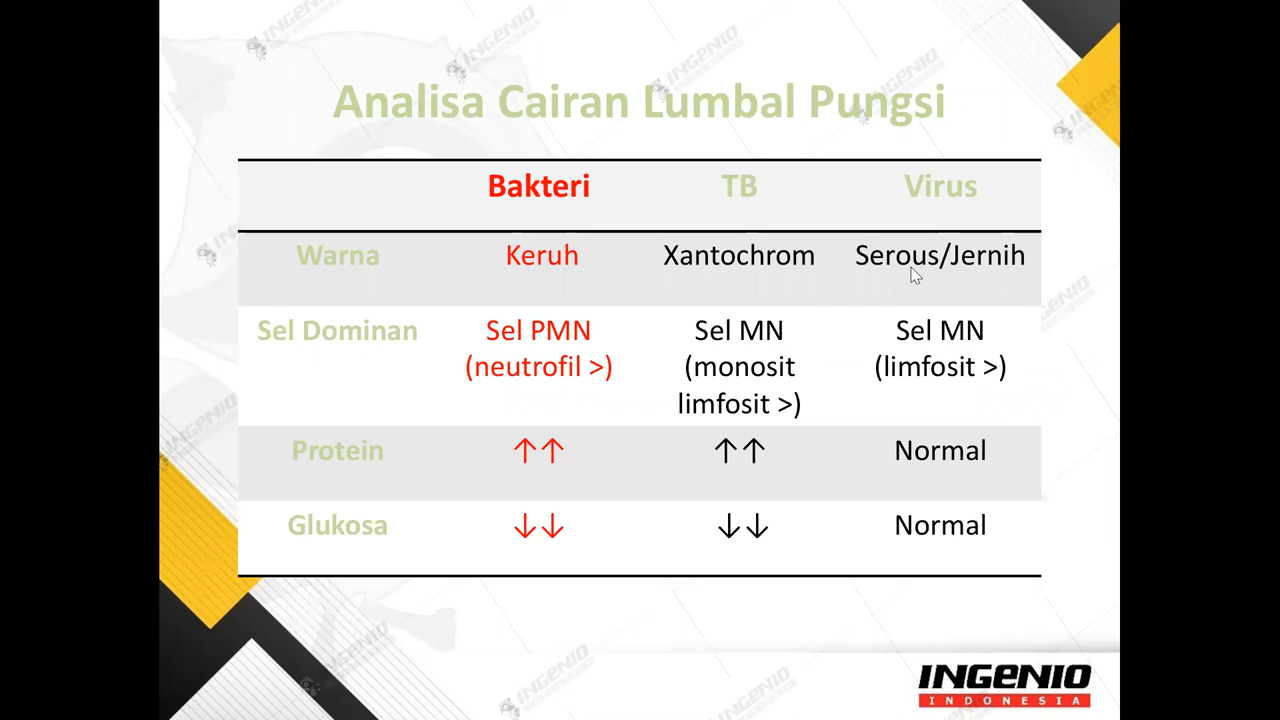 Analisa Cairan Lumbal Pungsi
Bakteri TB Virus
Warna Keruh Xantochrom Serous/Jernih
Sel Dominan Sel PMN Sel MN Sel MN
(neutrofil >) (monosit (limfosit >)
limfosit >)
Protein ↑↑ ↑↑ Normal
Glukosa ↓↓ ↓↓ Normal
INGENIO
INDONESIA